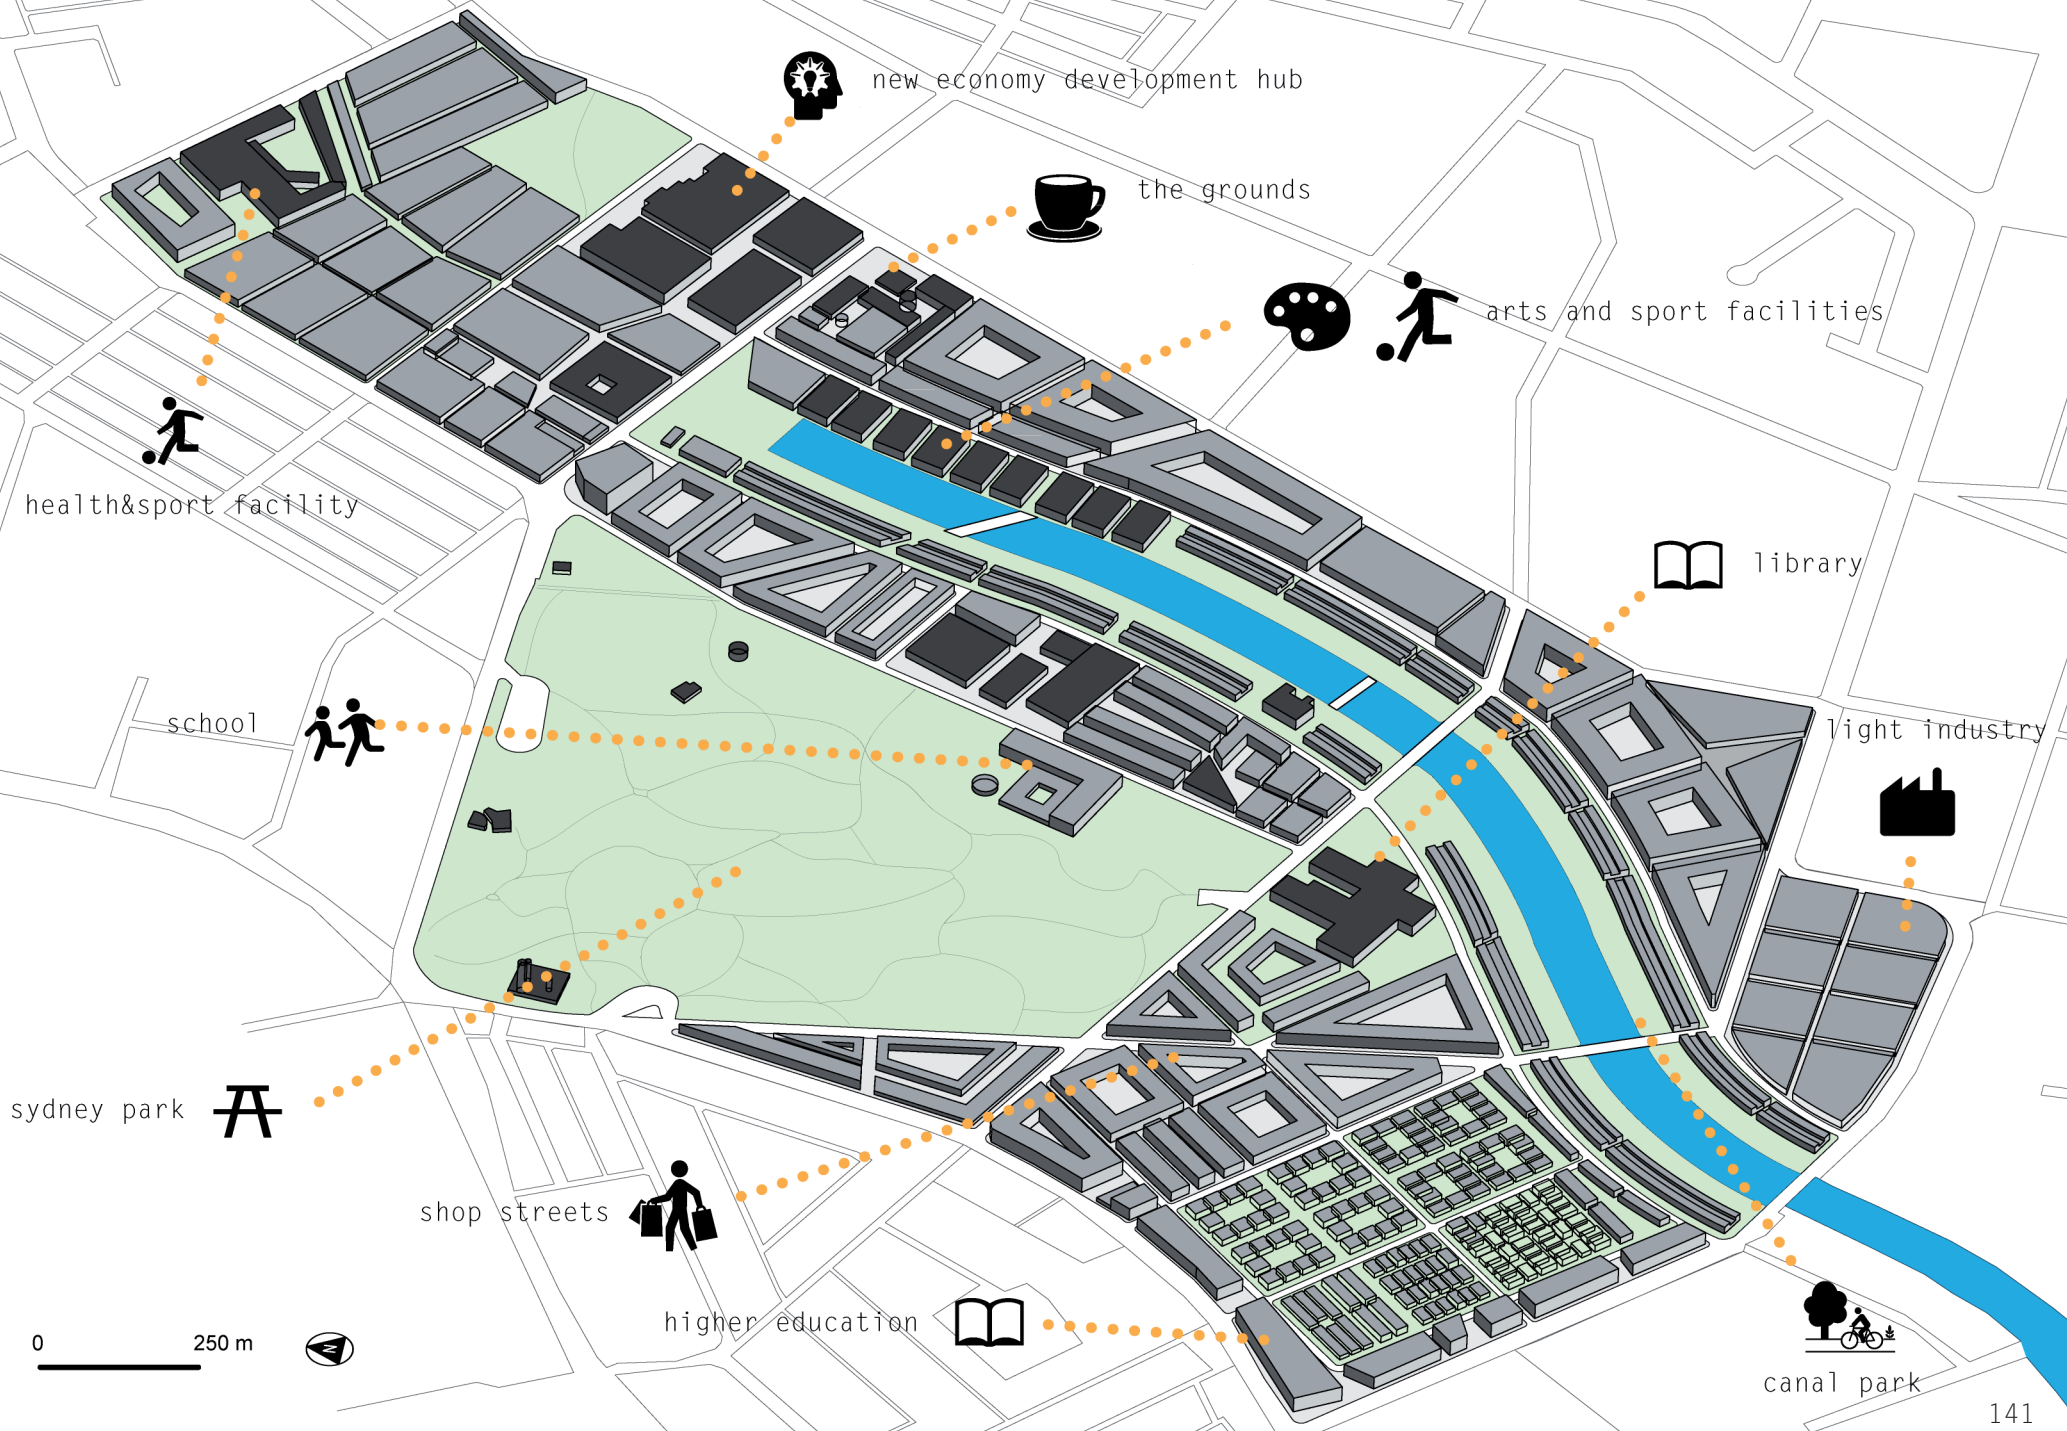 new economy development hub
the grounds
arts and sport facilities
health&sport facility
library
school
light industry
sydney park
shop streets
higher education
0 250 m
N
canal park
141